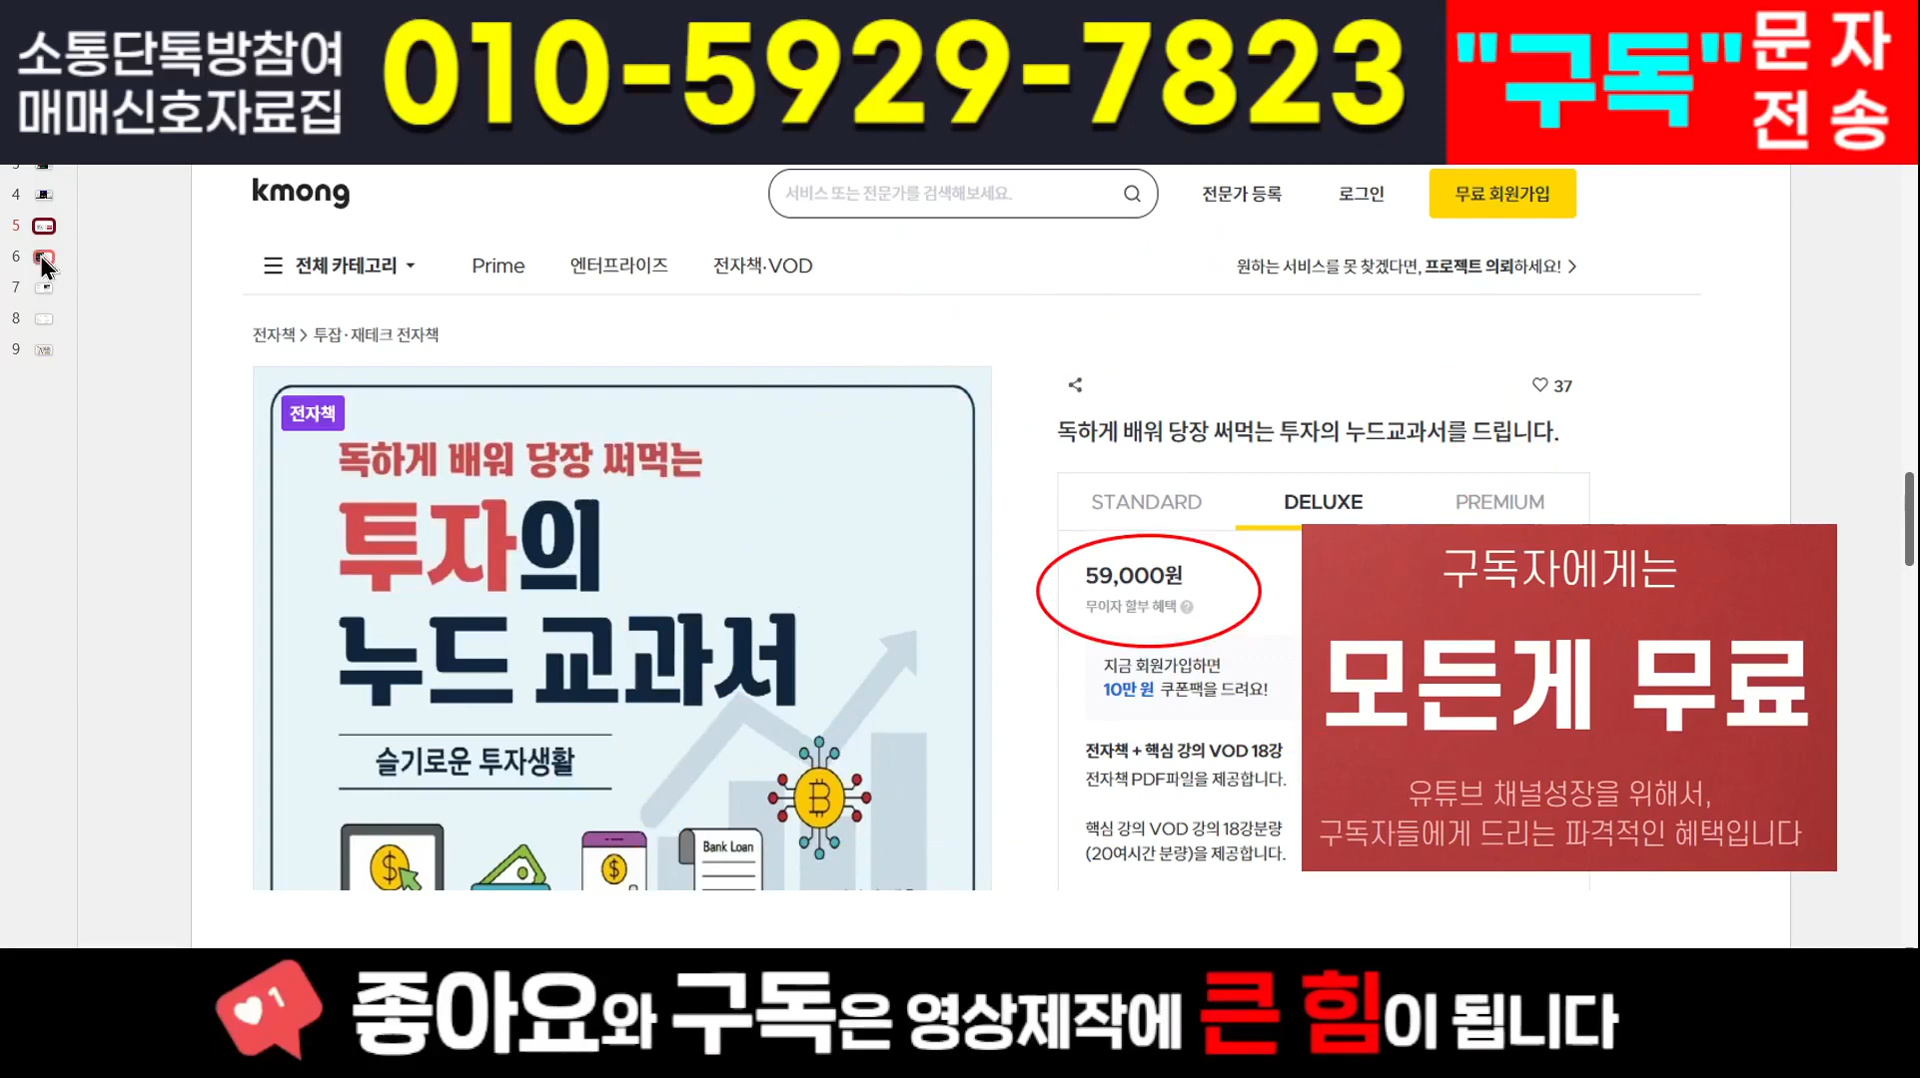 소통단톡방참여
매매신호자료집
010-5929-7823
"구독"
문자
전송
4
5
6
7
8
9
kmong
서비스 또는 전문가를 검색해보세요.
전문가 등록
로그인
무료 회원가입
전체 카테고리
Prime
엔터프라이즈
전자책·VOD
원하는 서비스를 못 찾겠다면, 프로젝트 의뢰하세요!
전자책 > 투잡·재테크 전자책
전자책
독하게 배워 당장 써먹는
투자의
누드 교과서
슬기로운 투자생활
Bank Loan
37
독하게 배워 당장 써먹는 투자의 누드교과서를 드립니다.
STANDARD
DELUXE
PREMIUM
59,000원
무이자 할부 혜택
지금 회원가입하면
10만 원 쿠폰팩을 드려요!
전자책 + 핵심 강의 VOD 18강
전자책 PDF파일을 제공합니다.
핵심 강의 VOD 강의 18강분량
(20여시간 분량)을 제공합니다.
구독자에게는
모든게 무료
유튜브 채널성장을 위해서,
구독자들에게 드리는 파격적인 혜택입니다
1
좋아요와 구독은 영상제작에 큰 힘이 됩니다